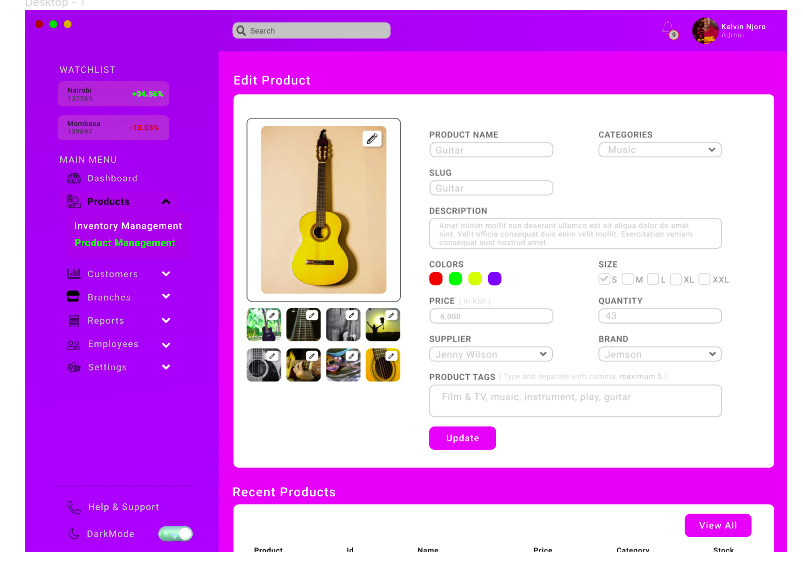 Desktop - 1
Search
9
Kelvin Njoro
Admin
WATCHLIST
Nairobi
137363
+34.56%
Mombasa
139697
-13.03%
MAIN MENU
Dashboard
Products
Inventory Management
Product Management
Customers
Branches
Reports
Employees
Settings
Help & Support
DarkMode
Edit Product
PRODUCT NAME
Guitar
CATEGORIES
Music
SLUG
Guitar
DESCRIPTION
Amet minim mollit non deserunt ullamco est sit aliqua dolor do amet
sint. Velit officia consequat duis enim velit mollit. Exercitation veniam
consequat sunt nostrud amet.
COLORS
SIZE
S M L XL XXL
PRICE ( in Ksh )
6,000
QUANTITY
43
SUPPLIER
Jenny Wilson
BRAND
Jemson
PRODUCT TAGS ( Type and separate with comma, maximum 5 )
Film & TV, music, instrument, play, guitar
Update
Recent Products
View All
Product Id Name Price Category Stock